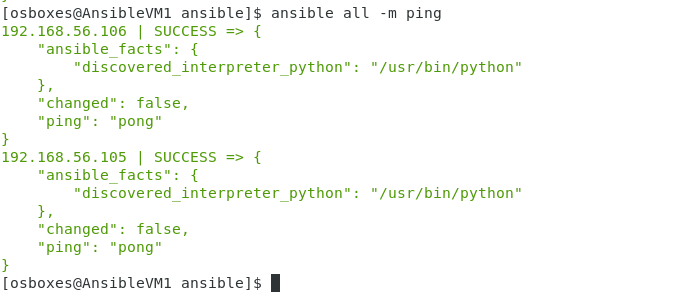 [osboxes@AnsibleVM1 ansible]$ ansible all -m ping
192.168.56.106 | SUCCESS => {
    "ansible_facts": {
        "discovered_interpreter_python": "/usr/bin/python"
    },
    "changed": false,
    "ping": "pong"
}
192.168.56.105 | SUCCESS => {
    "ansible_facts": {
        "discovered_interpreter_python": "/usr/bin/python"
    },
    "changed": false,
    "ping": "pong"
}
[osboxes@AnsibleVM1 ansible]$